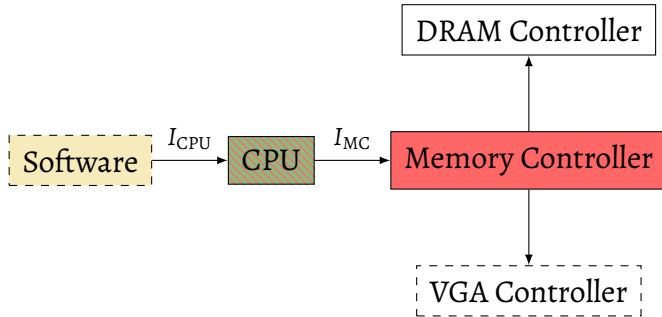 DRAM Controller
I_CPU
I_MC
Software
CPU
Memory Controller
VGA Controller